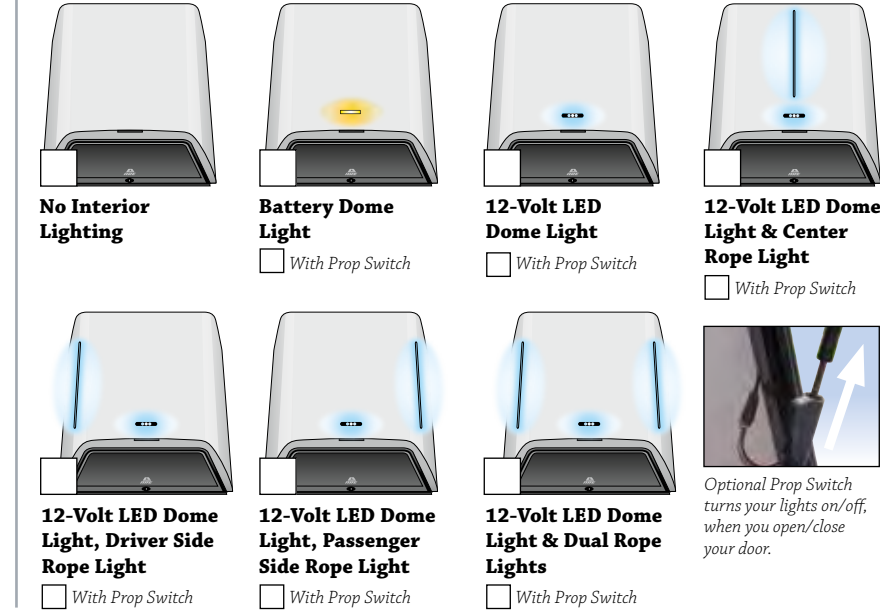 No Interior
Lighting
Battery Dome
Light
With Prop Switch
12-Volt LED
Dome Light
With Prop Switch
12-Volt LED Dome
Light & Center
Rope Light
With Prop Switch
12-Volt LED Dome
Light, Driver Side
Rope Light
With Prop Switch
12-Volt LED Dome
Light, Passenger
Side Rope Light
With Prop Switch
12-Volt LED Dome
Light & Dual Rope
Lights
With Prop Switch
Optional Prop Switch
turns your lights on/off,
when you open/close
your door.